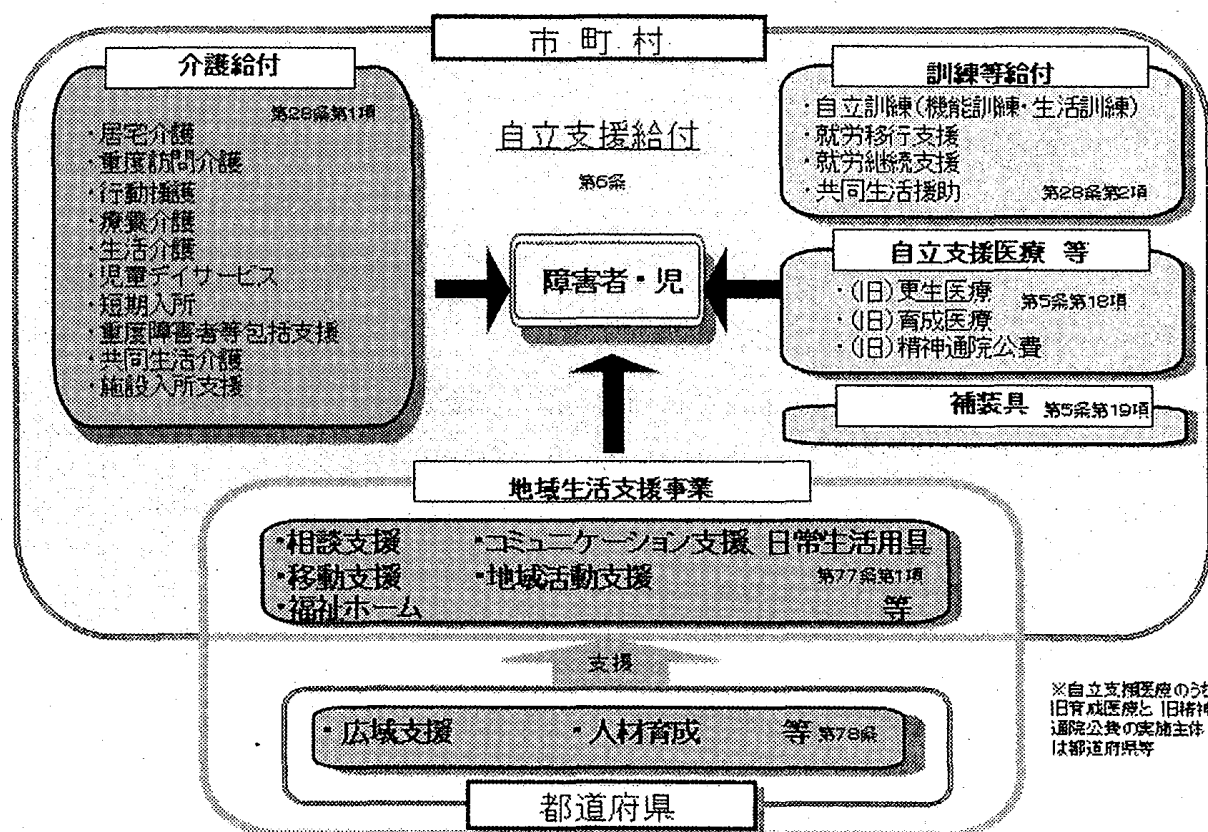 市町村
介護給付
第28条第1項
・居宅介護
・重度訪問介護
・行動援護
・療養介護
・生活介護
・児童デイサービス
・短期入所
・重度障害者等包括支援
・共同生活介護
・施設入所支援
自立支援給付
第6条
障害者・児
訓練等給付
・自立訓練(機能訓練・生活訓練)
・就労移行支援
・就労継続支援
・共同生活援助 第28条第2項
自立支援医療 等
・(旧)更生医療 第5条第18項
・(旧)育成医療
・(旧)精神通院公費
補装具 第5条第19項
地域生活支援事業
・相談支援 ・コミュニケーション支援、日常生活用具
・移動支援 ・地域活動支援 第77条第1項
・福祉ホーム 等
支援
・広域支援 ・人材育成 等 第78条
都道府県
※自立支援医療のうち
旧育成医療と、旧精神
通院公費の実施主体
は都道府県等